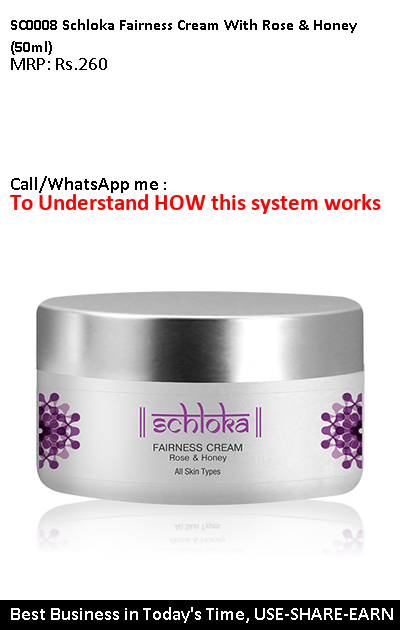 SC0008 Schloka Fairness Cream With Rose & Honey
(50ml)
MRP: Rs.260
Call/WhatsApp me :
To Understand HOW this system works
schloka
FAIRNESS CREAM
Rose & Honey
All Skin Types
Best Business in Today's Time, USE-SHARE-EARN